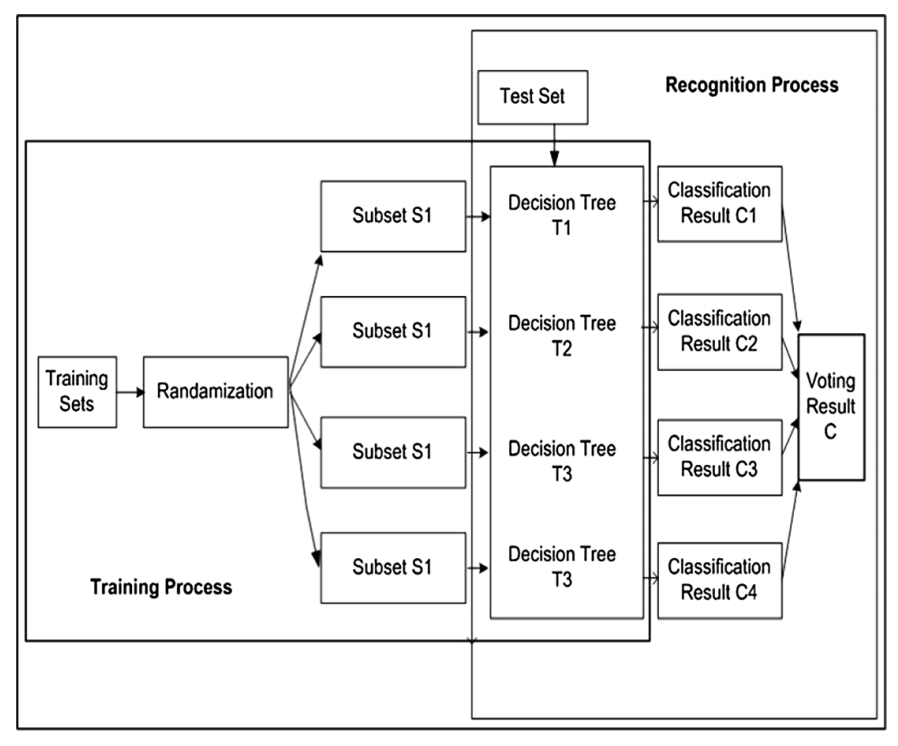 Recognition Process
Test Set
Training
Sets
Randamization
Subset S1
Subset S1
Subset S1
Subset S1
Decision Tree
T1
Decision Tree
T2
Decision Tree
T3
Decision Tree
T3
Classification
Result C1
Classification
Result C2
Classification
Result C3
Classification
Result C4
Voting
Result
C
Training Process